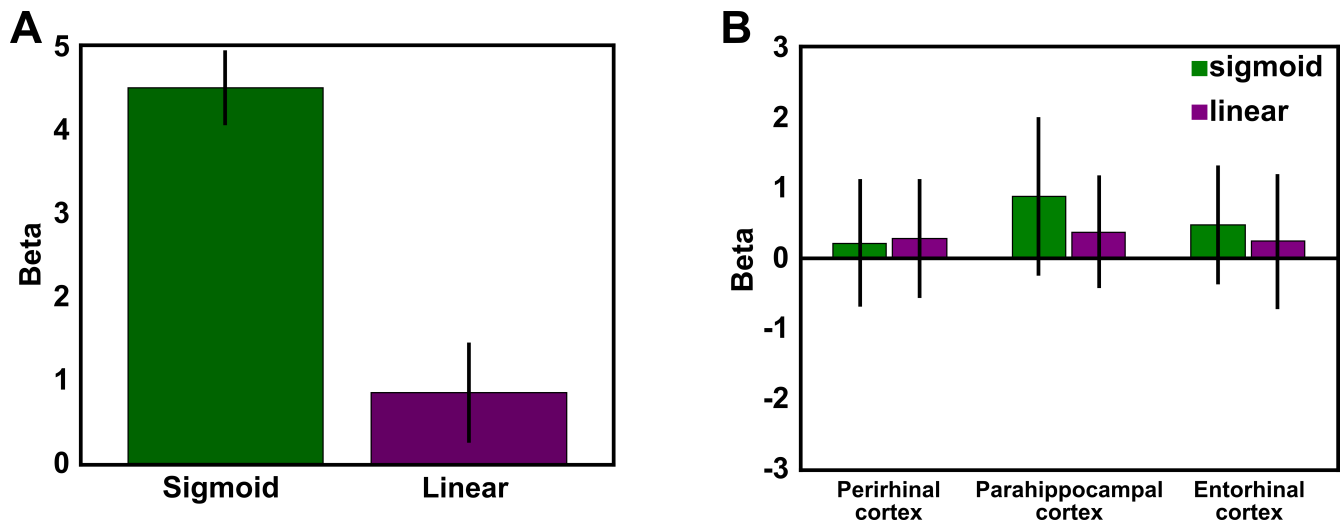 A
5
4
3
2
1
0
Beta
Sigmoid
Linear
B
3
2
1
0
-1
-2
-3
Beta
sigmoid
linear
Perirhinal
cortex
Parahippocampal
cortex
Entorhinal
cortex